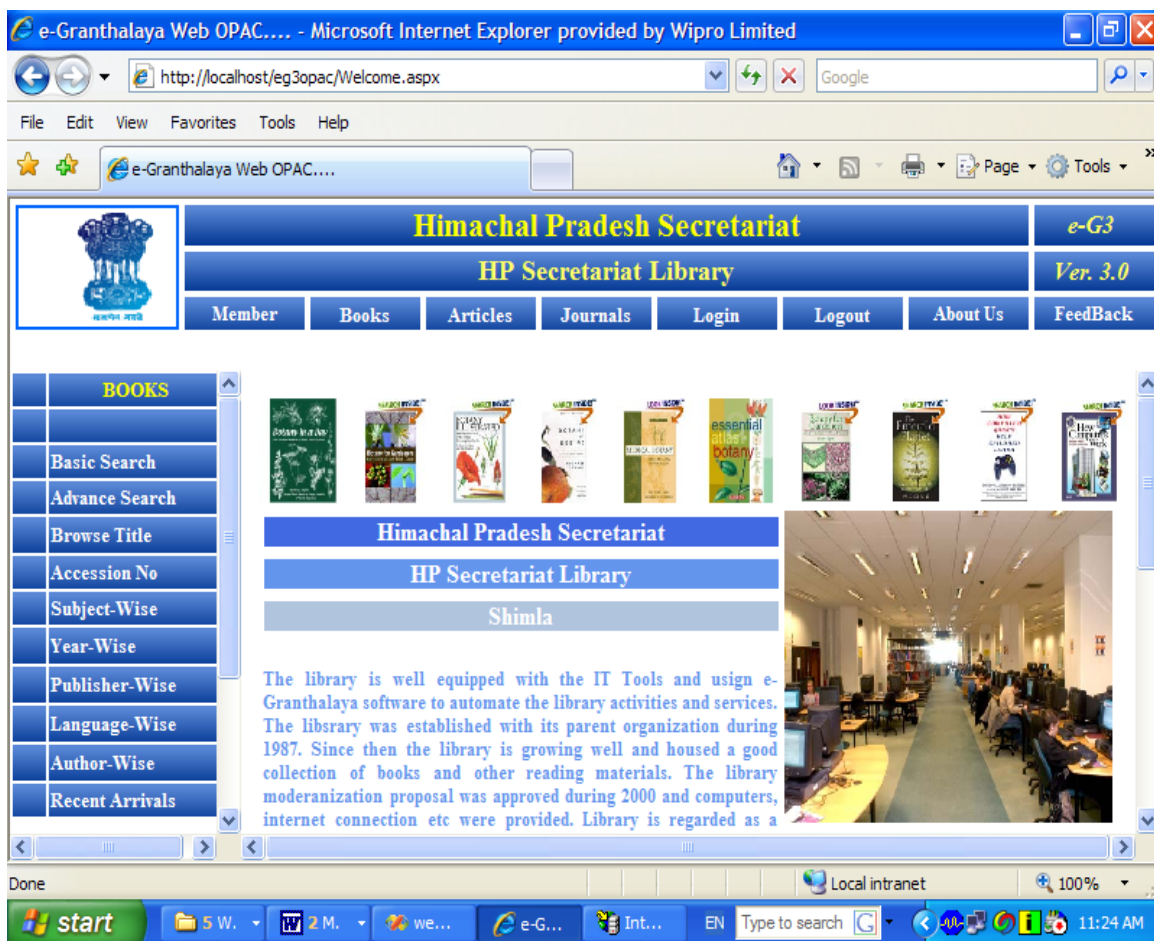 e-Granthalaya Web OPAC.... - Microsoft Internet Explorer provided by Wipro Limited
http://localhost/eg3opac/Welcome.aspx
Google
File Edit View Favorites Tools Help
e-Granthalaya Web OPAC....
Page Tools
Himachal Pradesh Secretariat
e-G3
HP Secretariat Library
Ver. 3.0
Member Books Articles Journals Login Logout About Us FeedBack
BOOKS
Basic Search
Advance Search
Browse Title
Accession No
Subject-Wise
Year-Wise
Publisher-Wise
Language-Wise
Author-Wise
Recent Arrivals
essential
atlas
botany
Himachal Pradesh Secretariat
HP Secretariat Library
Shimla
The library is well equipped with the IT Tools and usign e-
Granthalaya software to automate the library activities and services.
The libsrary was established with its parent organization during
1987. Since then the library is growing well and housed a good
collection of books and other reading materials. The library
moderanization proposal was approved during 2000 and computers,
internet connection etc were provided. Library is regarded as a
Done
Local intranet
100%
start
5 W.
2 M.
we...
e-G...
Int...
EN
Type to search
11:24 AM